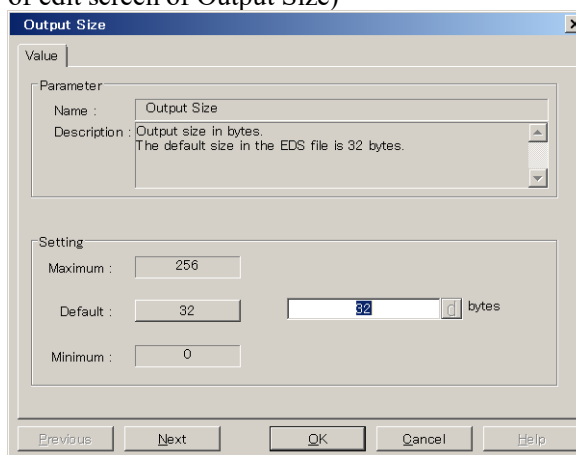 of edit screen of Output Size)
Output Size
Value
Parameter
Name : Output Size
Description : Output size in bytes.
The default size in the EDS file is 32 bytes.
Setting
Maximum : 256
Default : 32 32 d bytes
Minimum : 0
Previous Next OK Cancel Help